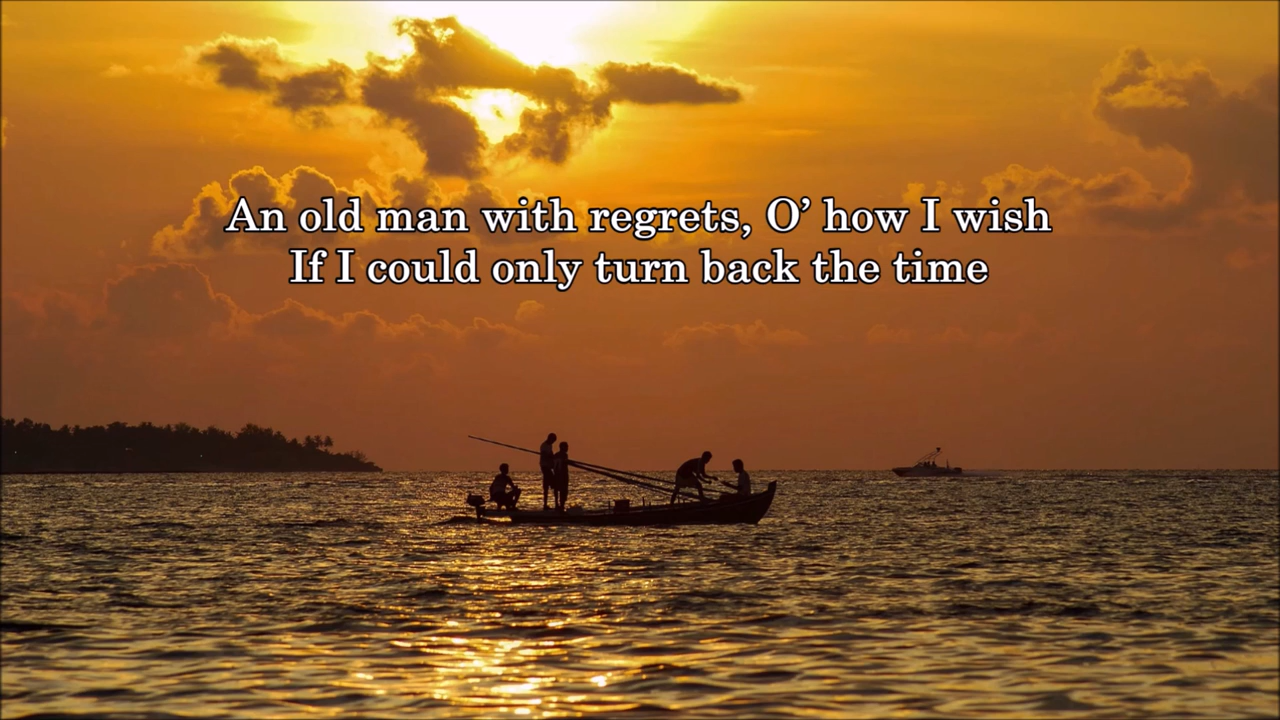 An old man with regrets, O’ how I wish
If I could only turn back the time